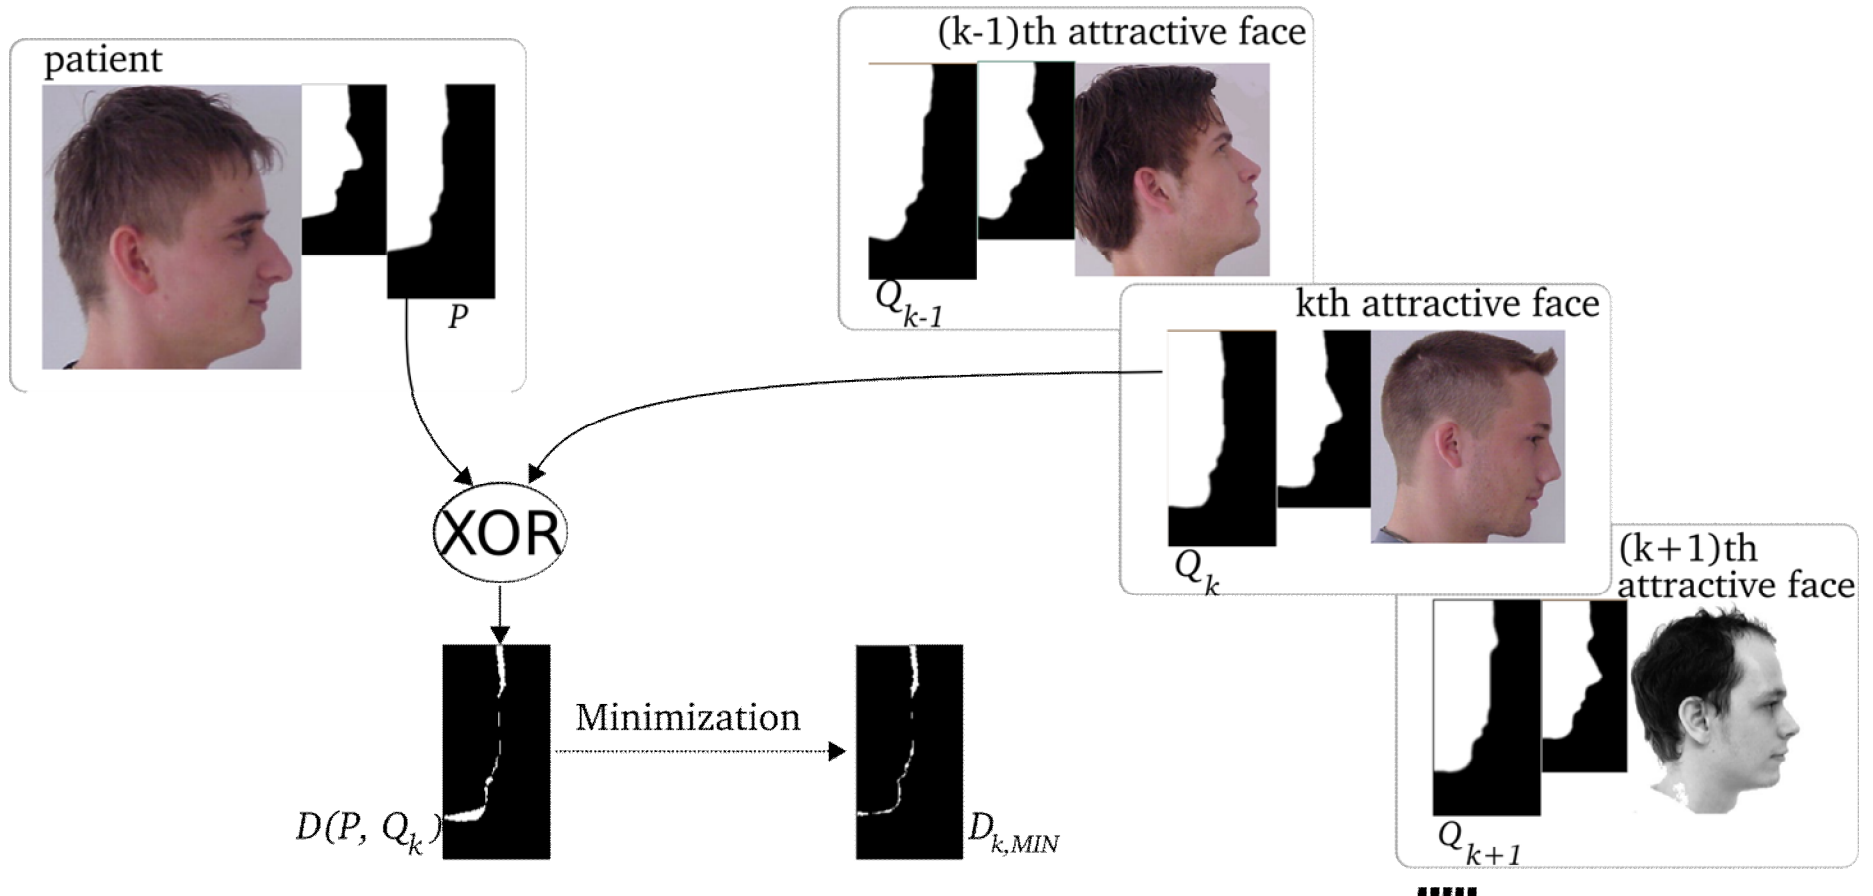 patient
P
(k-1)th attractive face
Q k-1
kth attractive face
Q k
(k+1)th
attractive face
Q k+1
XOR
Minimization
D(P, Q k)
D k,MIN